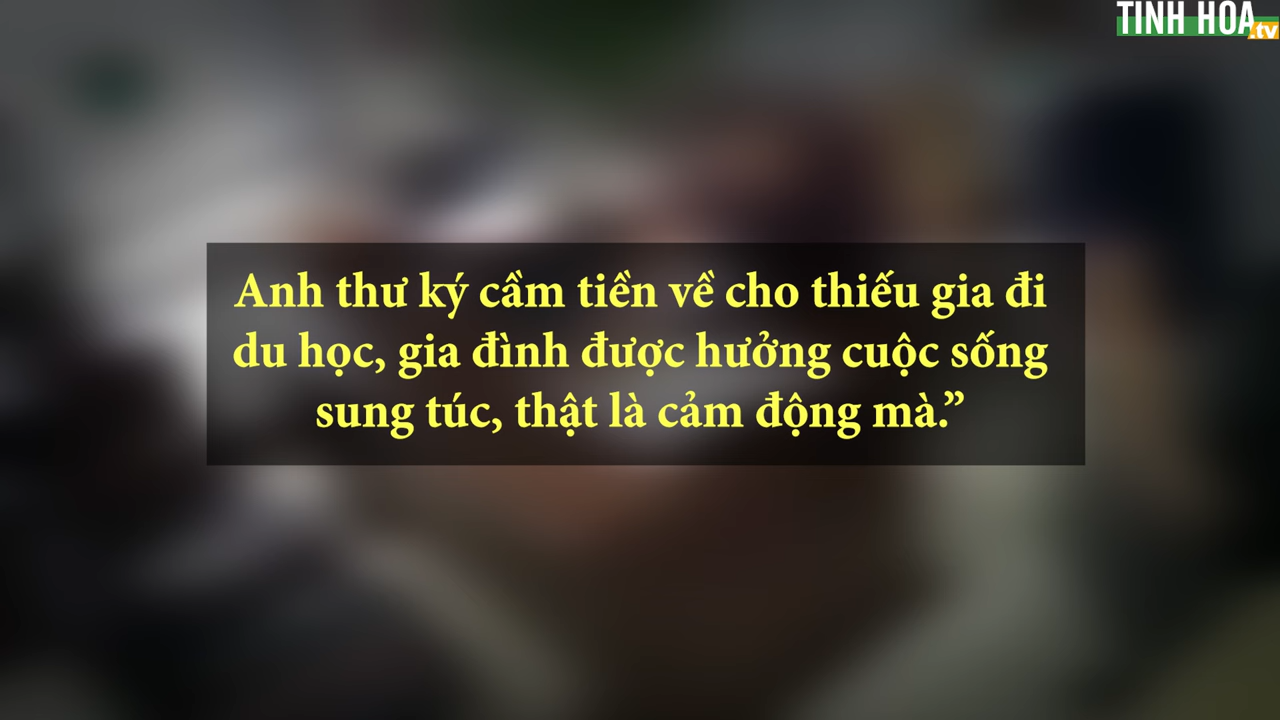 TINH HOA
.tv
Anh thư ký cầm tiền về cho thiếu gia đi
du học, gia đình được hưởng cuộc sống
sung túc, thật là cảm động mà.”